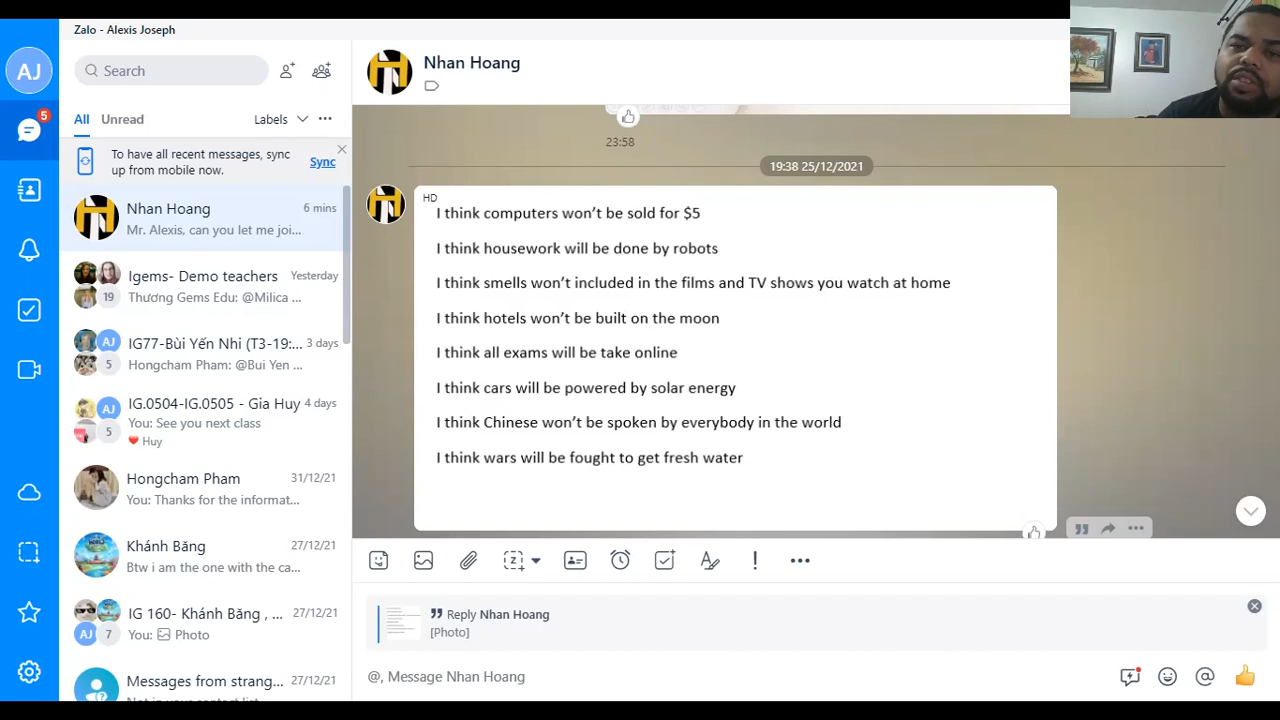 Zalo - Alexis Joseph
AJ
5
Search
All
Unread
Labels
To have all recent messages, sync
up from mobile now.
Sync
Nhan Hoang
6 mins
Mr. Alexis, can you let me joi...
Igems- Demo teachers
Yesterday
19
Thương Gems Edu: @Milica ...
IG77-Bùi Yến Nhi (T3-19:...
3 days
AJ
5
Hongcham Pham: @Bui Yen ...
IG.0504-IG.0505 - Gia Huy
4 days
AJ
5
You: See you next class
Huy
Hongcham Pham
31/12/21
You: Thanks for the informat...
Khánh Băng
27/12/21
Btw i am the one with the ca...
IG 160- Khánh Băng , ...
27/12/21
AJ
7
You: Photo
Messages from strang...
27/12/21
Nhan Hoang
23:58
19:38 25/12/2021
HD
I think computers won't be sold for $5
I think housework will be done by robots
I think smells won't included in the films and TV shows you watch at home
I think hotels won't be built on the moon
I think all exams will be take online
I think cars will be powered by solar energy
I think Chinese won't be spoken by everybody in the world
I think wars will be fought to get fresh water
Reply Nhan Hoang
[Photo]
@, Message Nhan Hoang